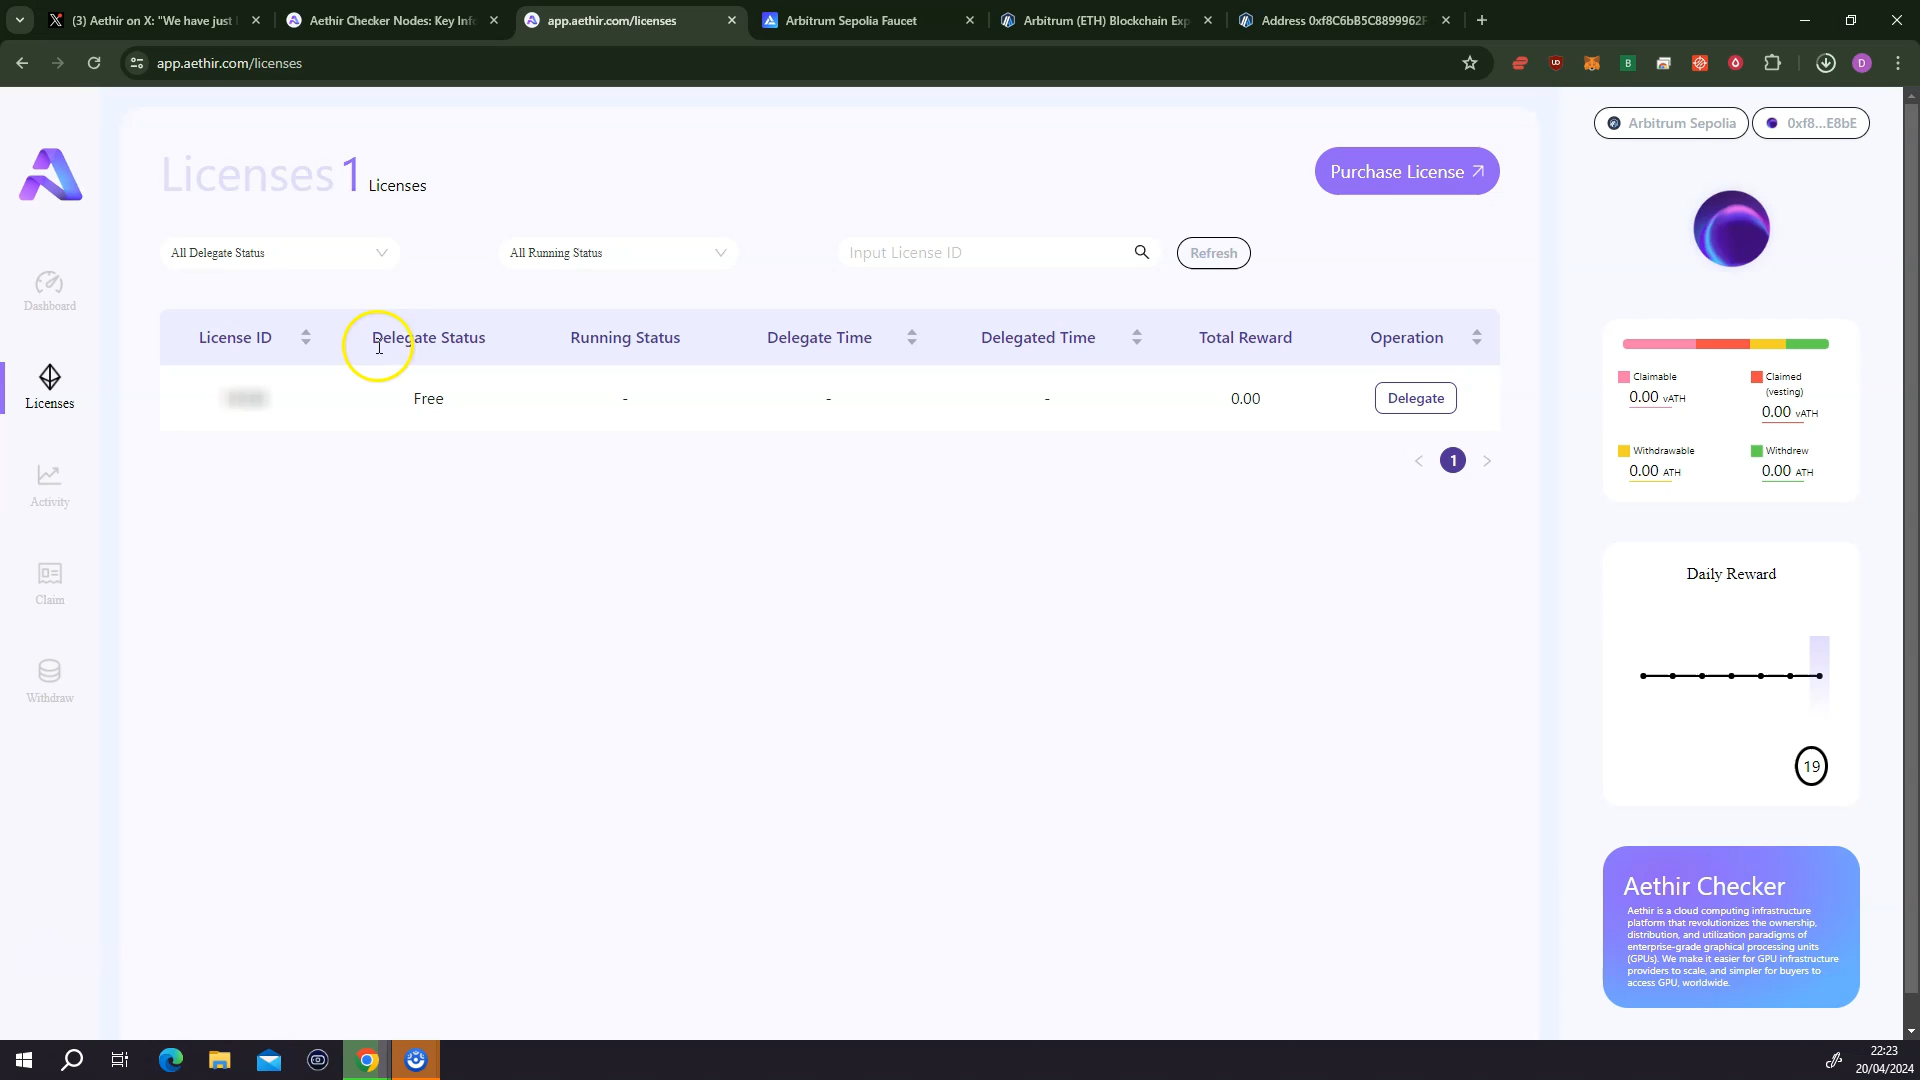 (3) Aethir on X: "We have just l
Aethir Checker Nodes: Key Info
app.aethir.com/licenses
Arbitrum Sepolia Faucet
Arbitrum (ETH) Blockchain Exp
Address 0xf8C6bB5C8899962F
app.aethir.com/licenses
D
Arbitrum Sepolia
0xf8...E8bE
Licenses 1 Licenses
Purchase License
All Delegate Status
All Running Status
Input License ID
Refresh
License ID
Delegate Status
Running Status
Delegate Time
Delegated Time
Total Reward
Operation
Free
-
-
-
0.00
Delegate
1
Dashboard
Licenses
Activity
Claim
Withdraw
Claimable
0.00 vATH
Claimed
(vesting)
0.00 vATH
Withdrawable
0.00 ATH
Withdrew
0.00 ATH
Daily Reward
19
Aethir Checker
Aethir is a cloud computing infrastructure
platform that revolutionizes the ownership,
distribution, and utilization paradigms of
enterprise-grade graphical processing units
(GPUs). We make it easier for GPU infrastructure
providers to scale, and simpler for buyers to
access GPU, worldwide.
22:23
20/04/2024